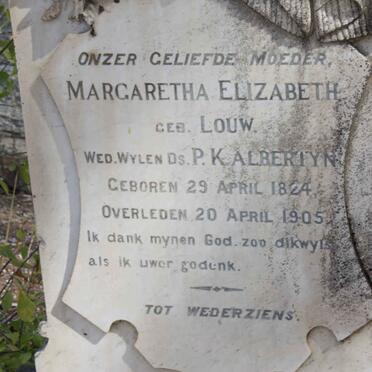 ONZER GELIEFDE MOEDER,
MARGARETHA ELIZABETH
GEB. LOUW.
WED. WYLEN DS. P. K. ALBERTYN
GEBOREN 29 APRIL 1824.
OVERLEDEN 20 APRIL 1905.
Ik dank mynen God. zoo dikwyls
als ik uwer gedenk.
TOT WEDERZIENS.